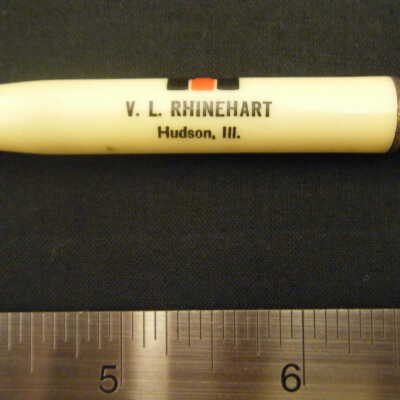 V. L. RHINEHART
Hudson, Ill.
5 6